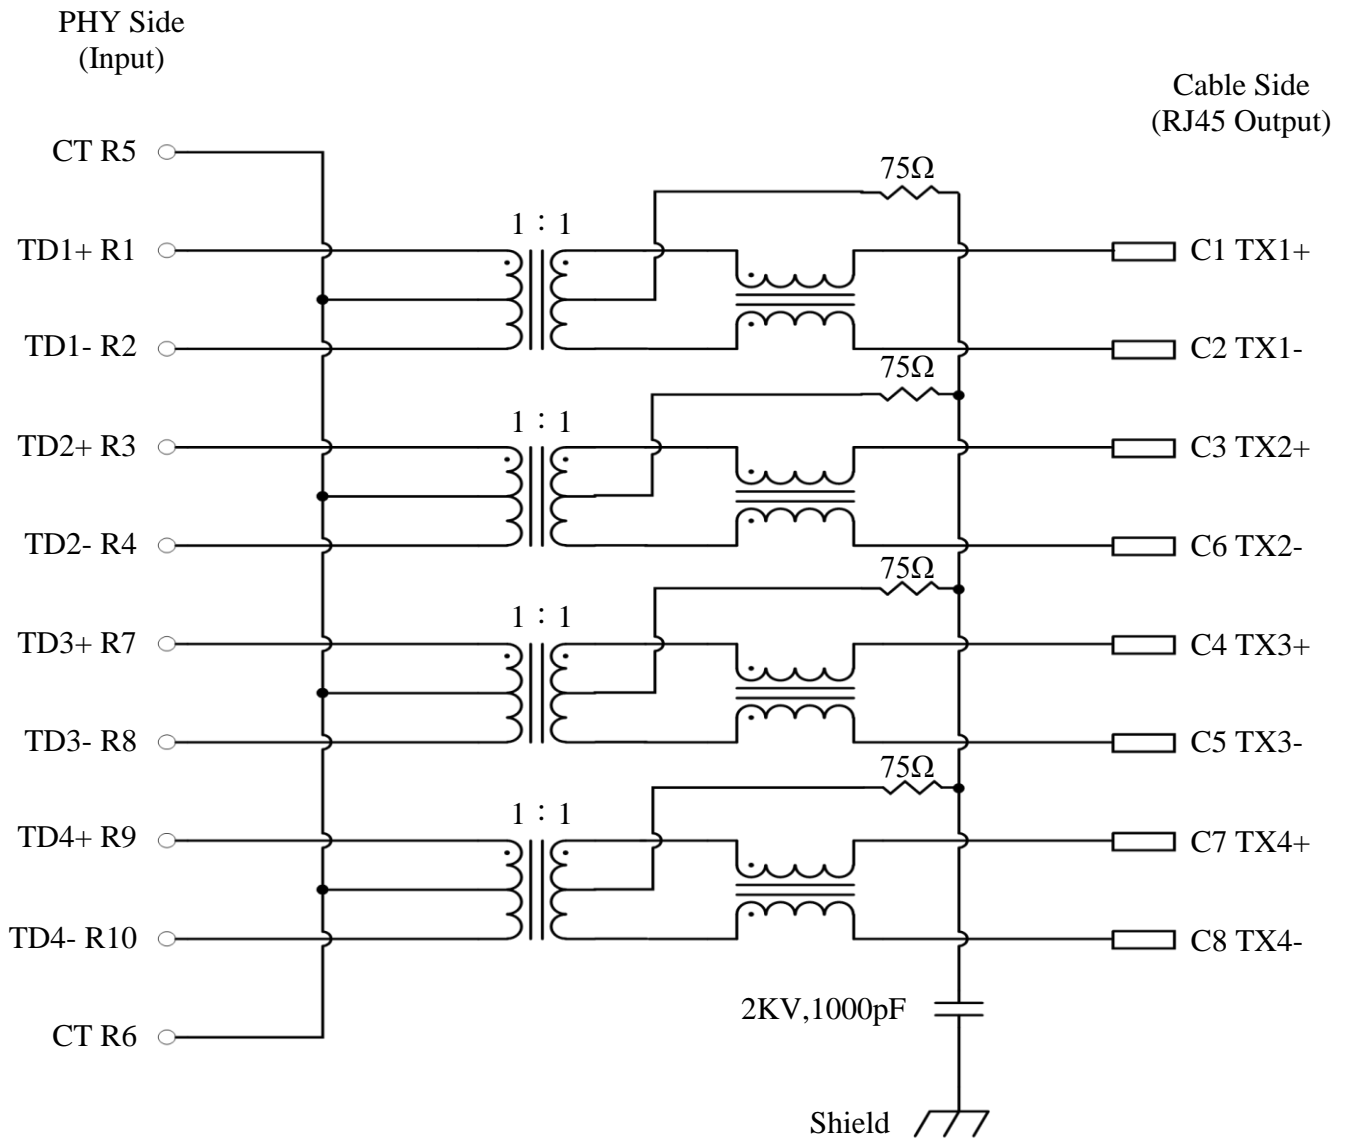 PHY Side
(Input)
Cable Side
(RJ45 Output)
CT R5
75Ω
1 : 1
TD1+ R1
C1 TX1+
TD1- R2
C2 TX1-
75Ω
1 : 1
TD2+ R3
C3 TX2+
TD2- R4
C6 TX2-
75Ω
1 : 1
TD3+ R7
C4 TX3+
TD3- R8
C5 TX3-
75Ω
1 : 1
TD4+ R9
C7 TX4+
TD4- R10
C8 TX4-
2KV,1000pF
CT R6
Shield